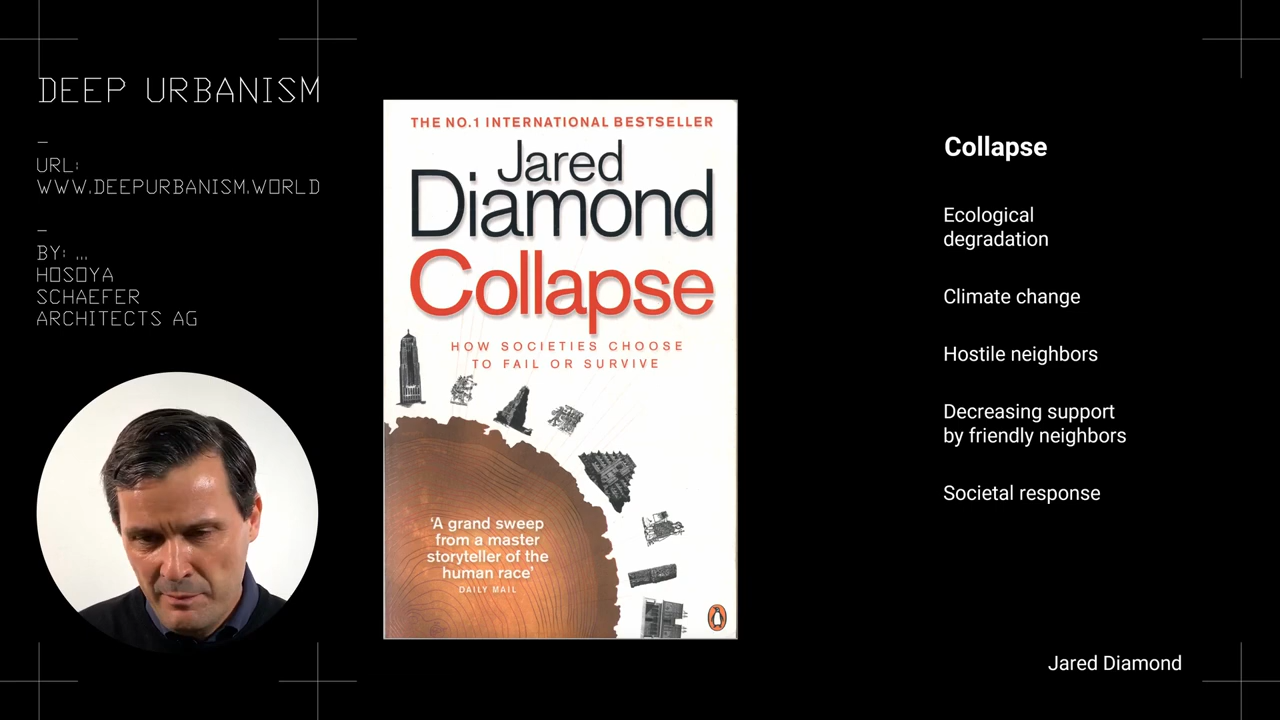 DEEP URBANISM
–
URL:
WWW.DEEPURBANISM.WORLD
–
BY: ...
HOSOYA
SCHAEFER
ARCHITECTS AG
THE NO.1 INTERNATIONAL BESTSELLER
Jared
Diamond
Collapse
HOW SOCIETIES CHOOSE
TO FAIL OR SURVIVE
'A grand sweep
from a master
storyteller of the
human race'
DAILY MAIL
Collapse
Ecological
degradation
Climate change
Hostile neighbors
Decreasing support
by friendly neighbors
Societal response
Jared Diamond